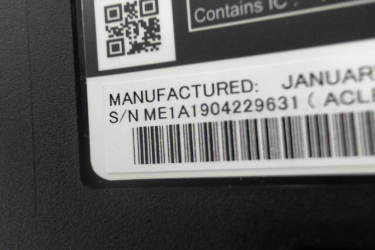 Contains IC :
MANUFACTURED: JANUAR
S/N ME1A1904229631 ( ACL